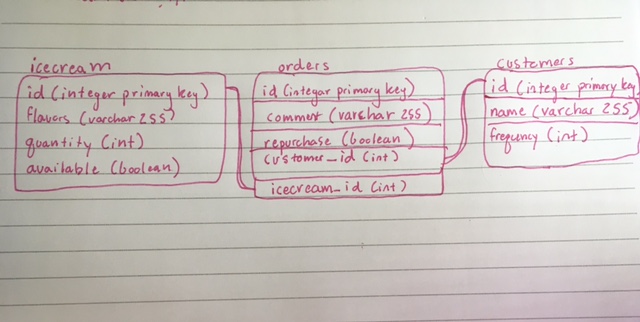 icecream
id (integer primary key)
flavors (varchar 255)
quantity (int)
available (boolean)
orders
id (integer primary key)
comment (varchar 255)
repurchase (boolean)
customer_id (int)
icecream_id (int)
customers
id (integer primary key
name (varchar 255)
frequency (int)